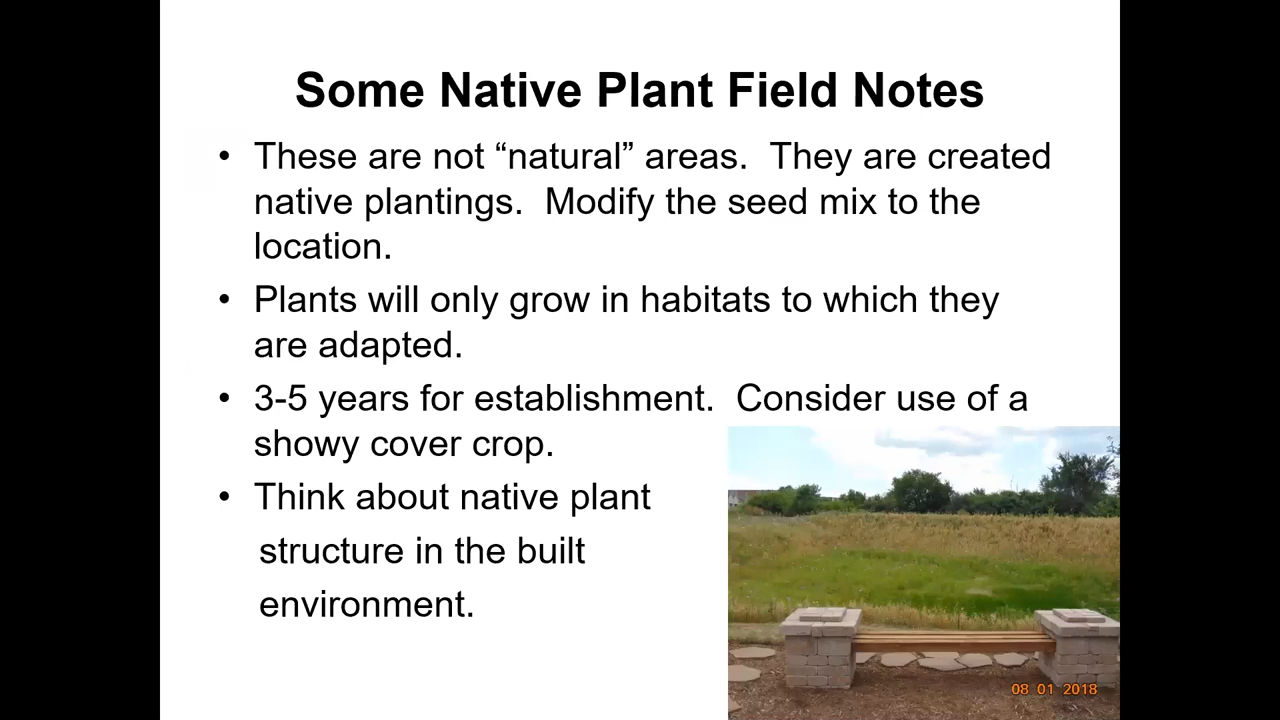 Some Native Plant Field Notes
• These are not “natural” areas.  They are created
native plantings.  Modify the seed mix to the
location.
• Plants will only grow in habitats to which they
are adapted.
• 3-5 years for establishment.  Consider use of a
showy cover crop.
• Think about native plant
structure in the built
environment.
08 01 2018